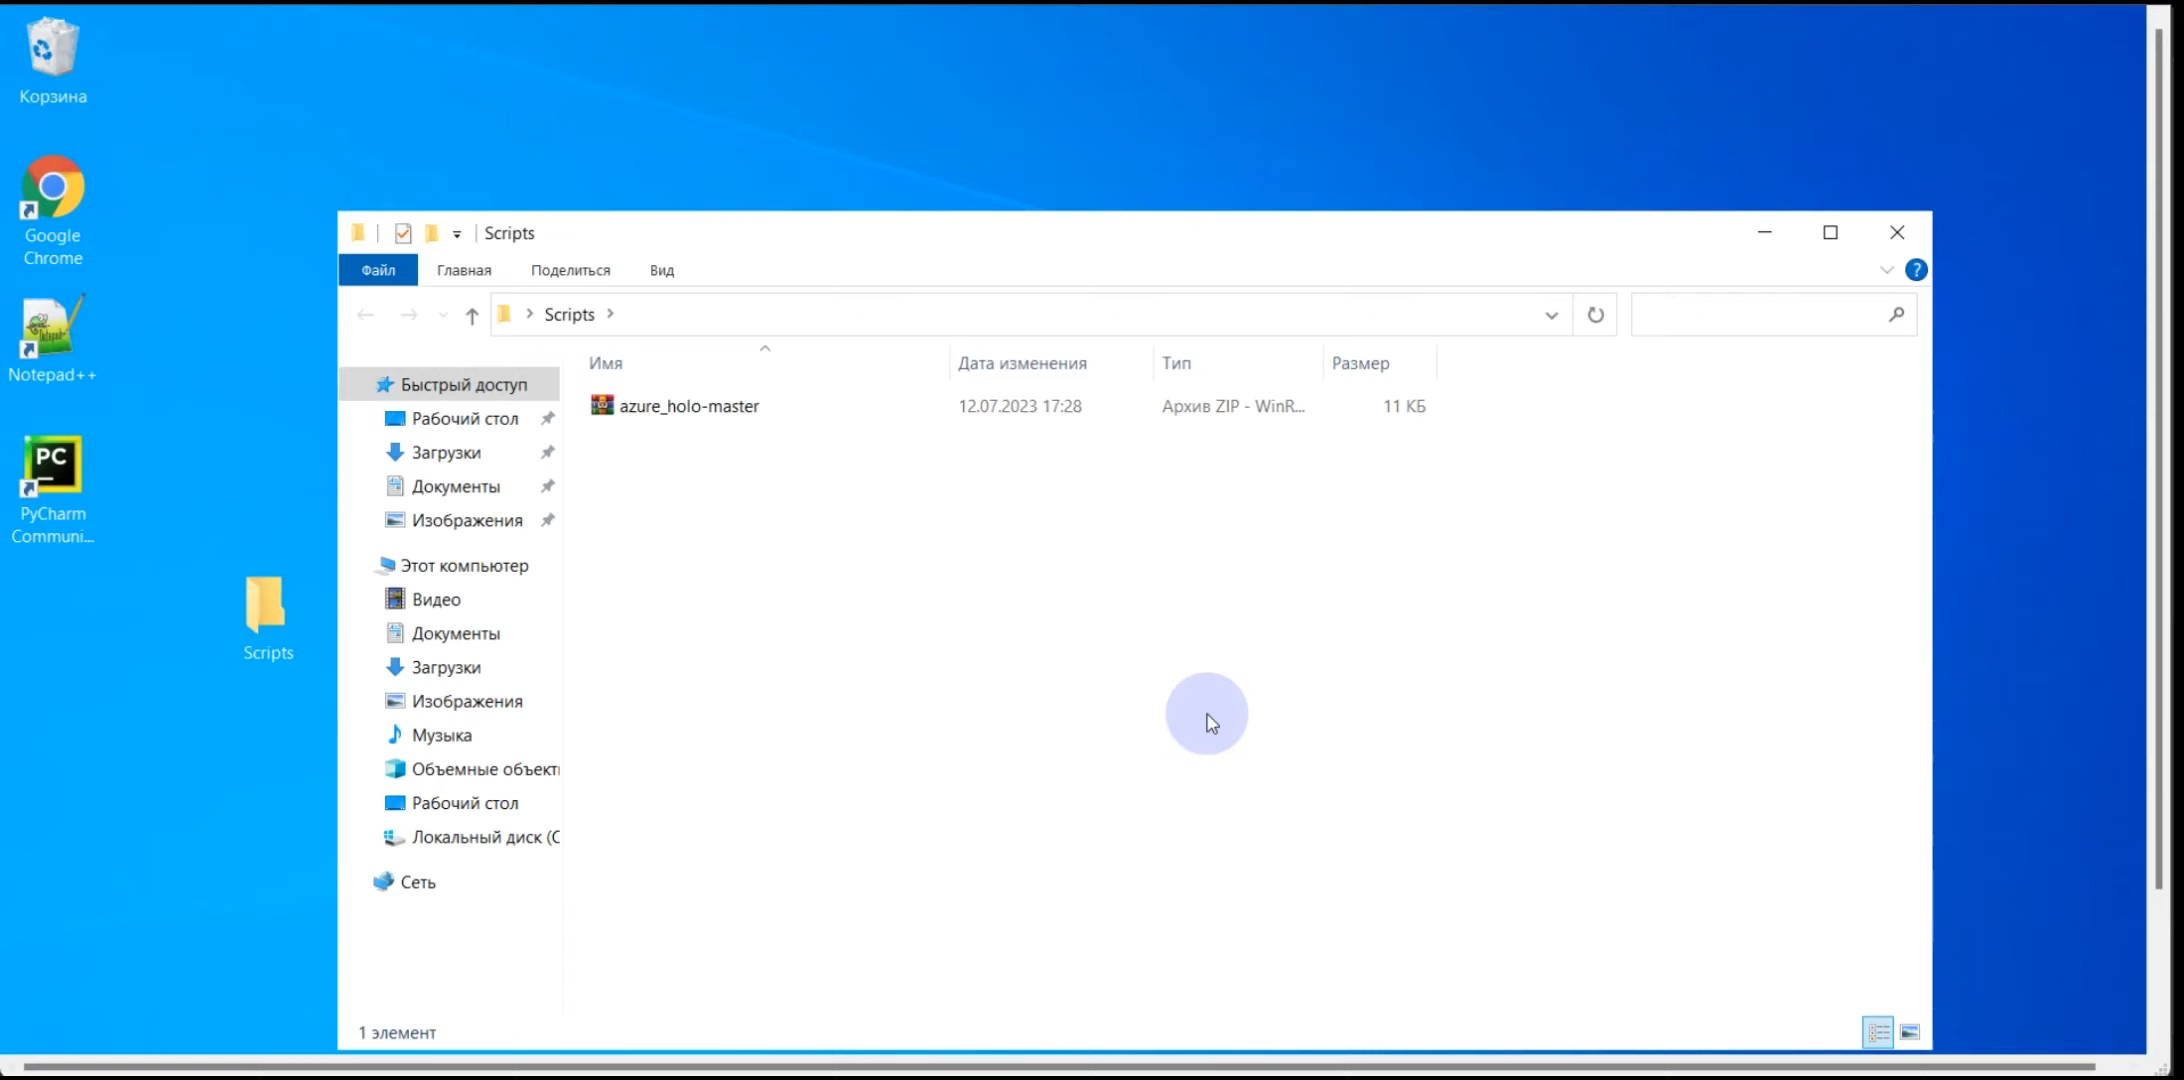 Корзина
Google
Chrome
Notepad++
PC
PyCharm
Communi...
Scripts
Scripts
Файл
Главная
Поделиться
Вид
?
Scripts
Имя
Дата изменения
Тип
Размер
azure_holo-master
12.07.2023 17:28
Архив ZIP - WinR...
11 КБ
Быстрый доступ
Рабочий стол
Загрузки
Документы
Изображения
Этот компьютер
Видео
Документы
Загрузки
Изображения
Музыка
Объемные объект
Рабочий стол
Локальный диск (C
Сеть
1 элемент